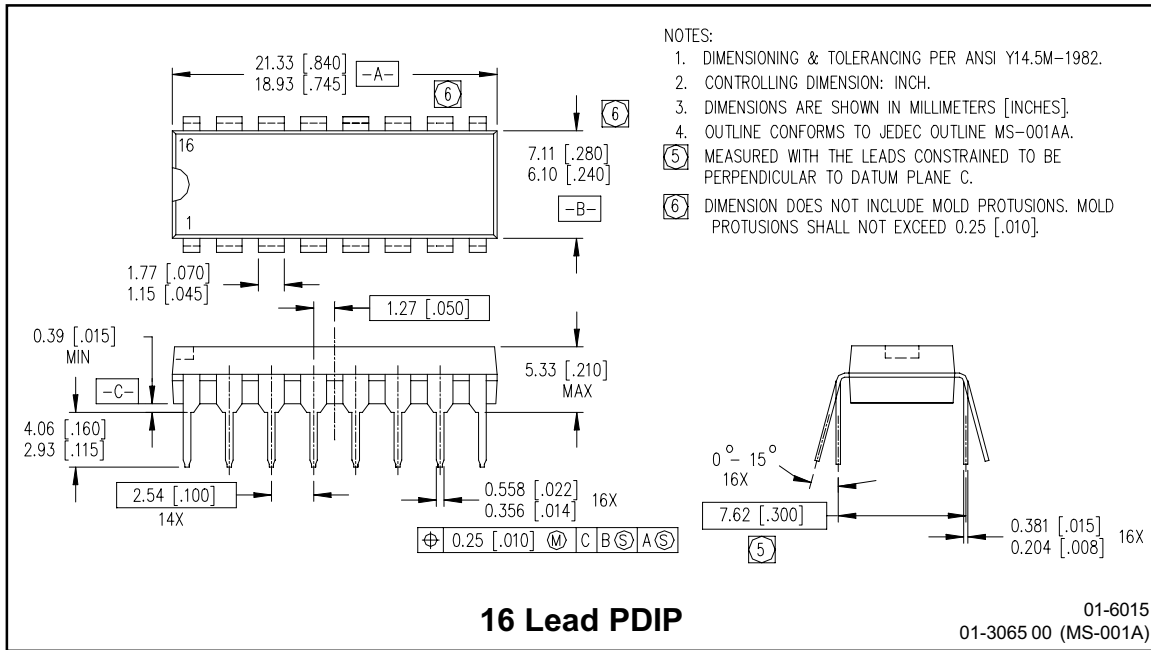 21.33 [.840]
18.93 [.745]
-A-
6
6
16
1
7.11 [.280]
6.10 [.240]
-B-
NOTES:
1. DIMENSIONING & TOLERANCING PER ANSI Y14.5M-1982.
2. CONTROLLING DIMENSION: INCH.
3. DIMENSIONS ARE SHOWN IN MILLIMETERS [INCHES].
4. OUTLINE CONFORMS TO JEDEC OUTLINE MS-001AA.
5 MEASURED WITH THE LEADS CONSTRAINED TO BE
PERPENDICULAR TO DATUM PLANE C.
6 DIMENSION DOES NOT INCLUDE MOLD PROTUSIONS. MOLD
PROTUSIONS SHALL NOT EXCEED 0.25 [.010].
1.77 [.070]
1.15 [.045]
1.27 [.050]
0.39 [.015]
MIN
-C-
5.33 [.210]
MAX
4.06 [.160]
2.93 [.115]
2.54 [.100]
14X
0.558 [.022]
0.356 [.014]
16X
⌖ 0.25 [.010] Ⓜ C B Ⓢ A Ⓢ
0° - 15°
16X
7.62 [.300]
5
0.381 [.015]
0.204 [.008]
16X
16 Lead PDIP
01-6015
01-3065 00 (MS-001A)